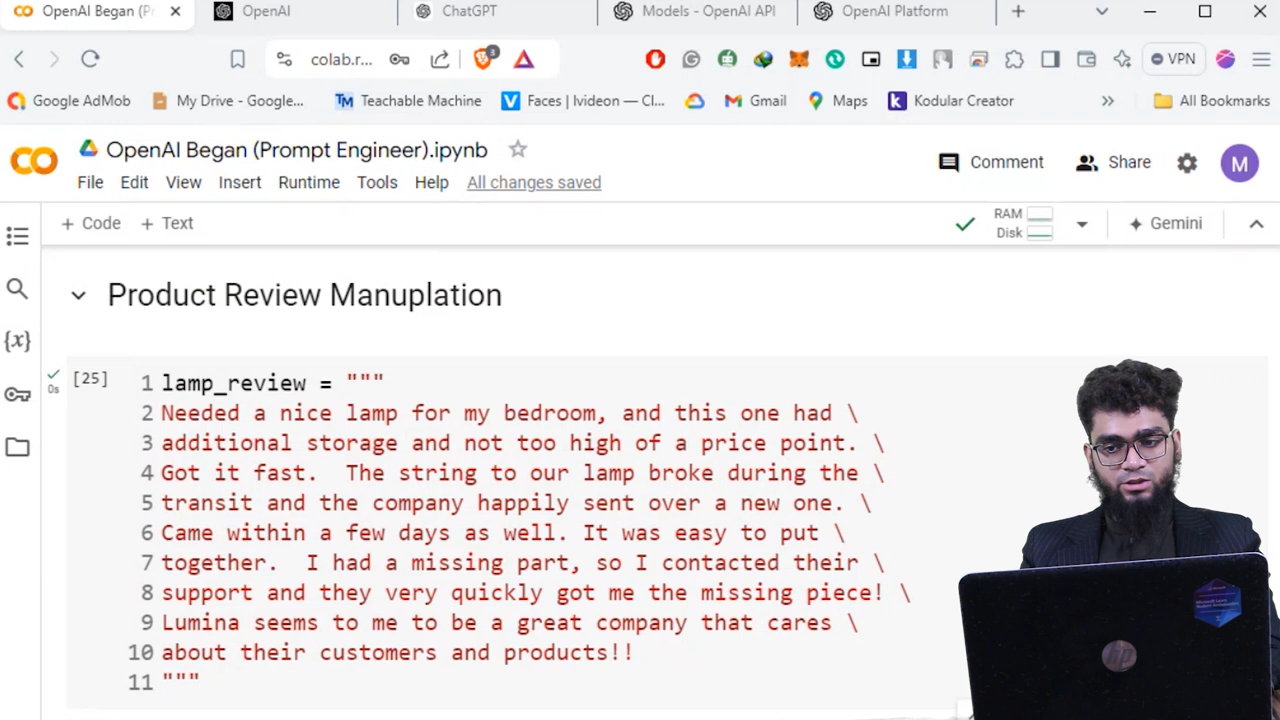 OpenAI Began (P
OpenAI
ChatGPT
Models - OpenAI API
OpenAI Platform
colab.r...
3
VPN
Google AdMob
My Drive - Google...
TM
Teachable Machine
V
Faces | Ivideon — Cl...
Gmail
Maps
K
Kodular Creator
All Bookmarks
CO
OpenAI Began (Prompt Engineer).ipynb
Comment
Share
M
File Edit View Insert Runtime Tools Help All changes saved
+ Code + Text
RAM
Disk
Gemini
Product Review Manuplation
{x}
0s
[25]
1 lamp_review = """
2 Needed a nice lamp for my bedroom, and this one had \
3 additional storage and not too high of a price point. \
4 Got it fast.  The string to our lamp broke during the \
5 transit and the company happily sent over a new one. \
6 Came within a few days as well. It was easy to put \
7 together.  I had a missing part, so I contacted their \
8 support and they very quickly got me the missing piece! \
9 Lumina seems to me to be a great company that cares \
10 about their customers and products!!
11 """
hp